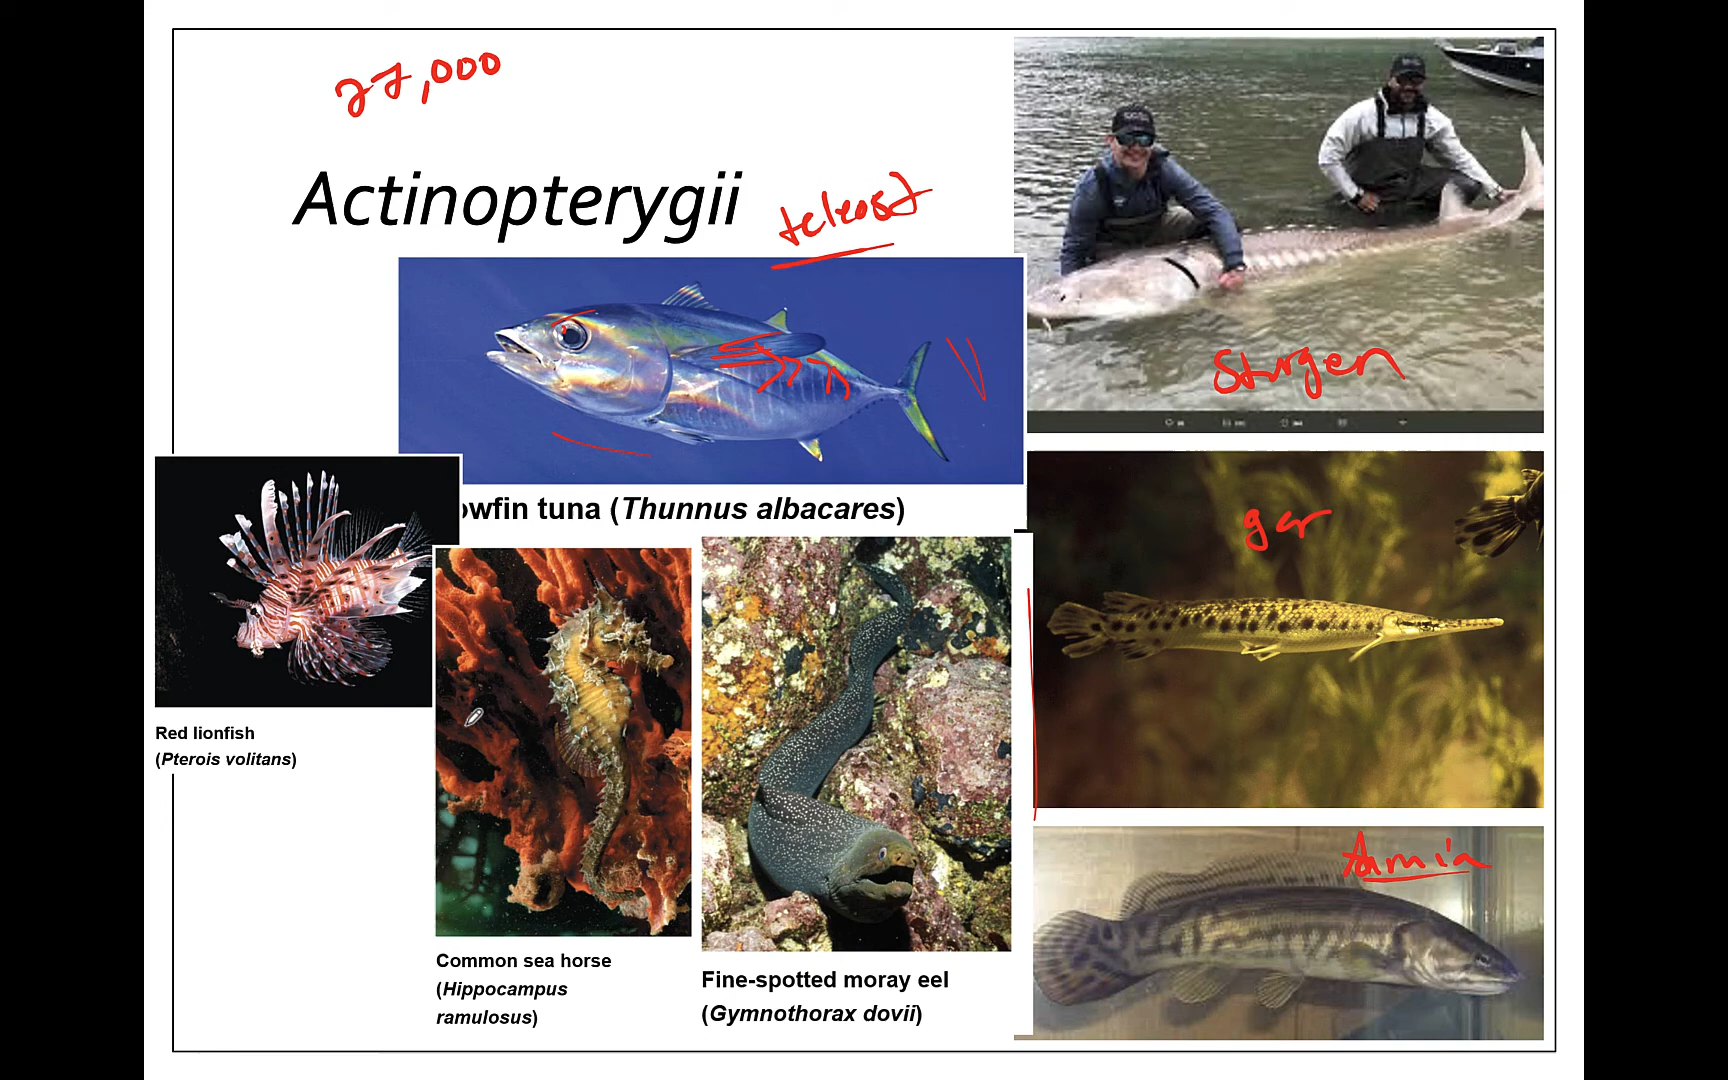 27,000
Actinopterygii
teleost
sturgen
owfin tuna (Thunnus albacares)
gar
Red lionfish
(Pterois volitans)
Amia
Common sea horse
(Hippocampus
ramulosus)
Fine-spotted moray eel
(Gymnothorax dovii)